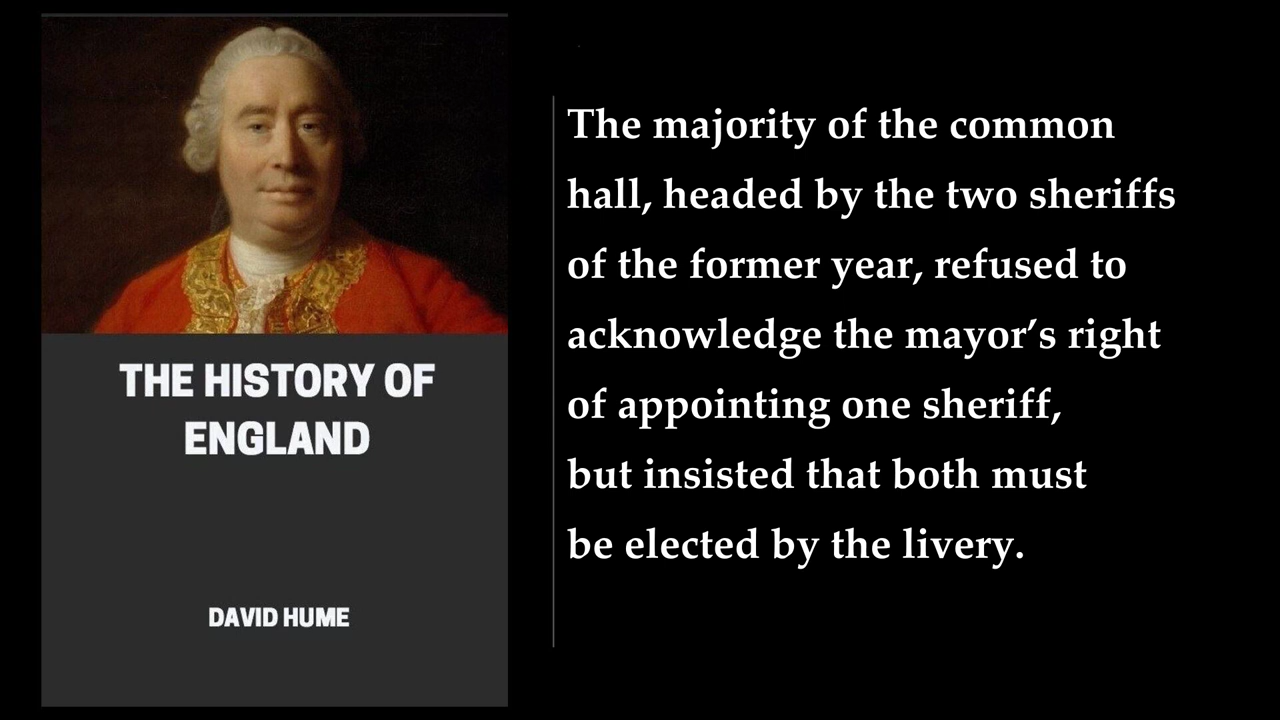 THE HISTORY OF
ENGLAND
DAVID HUME
The majority of the common
hall, headed by the two sheriffs
of the former year, refused to
acknowledge the mayor’s right
of appointing one sheriff,
but insisted that both must
be elected by the livery.